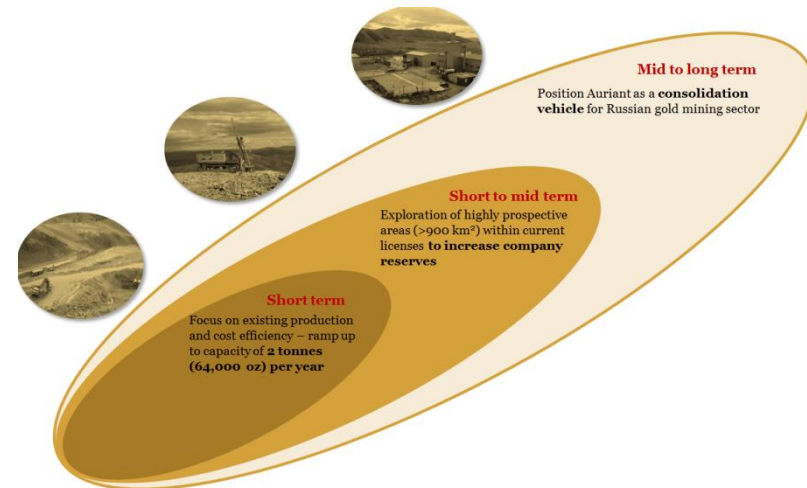 Mid to long term
Position Auriant as a consolidation
vehicle for Russian gold mining sector
Short to mid term
Exploration of highly prospective
areas (>900 km²) within current
licenses to increase company
reserves
Short term
Focus on existing production
and cost efficiency – ramp up
to capacity of 2 tonnes
(64,000 oz) per year